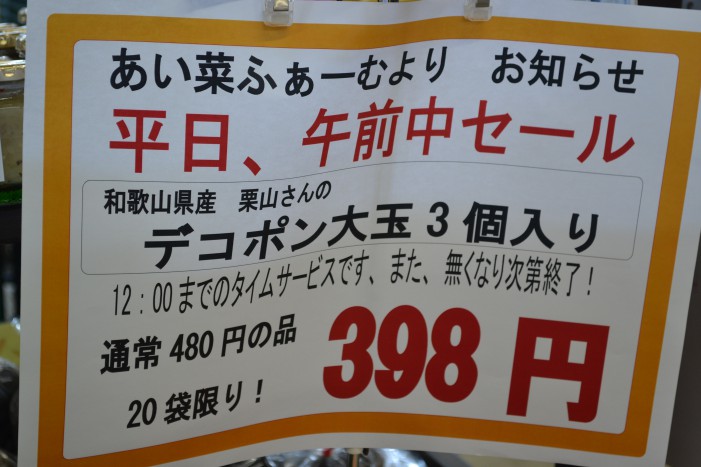 あい菜ふぁーむより　お知らせ
平日、午前中セール
和歌山県産　栗山さんの
デコポン大玉３個入り
12：00までのタイムサービスです、また、無くなり次第終了！
通常480円の品
398円
20袋限り！